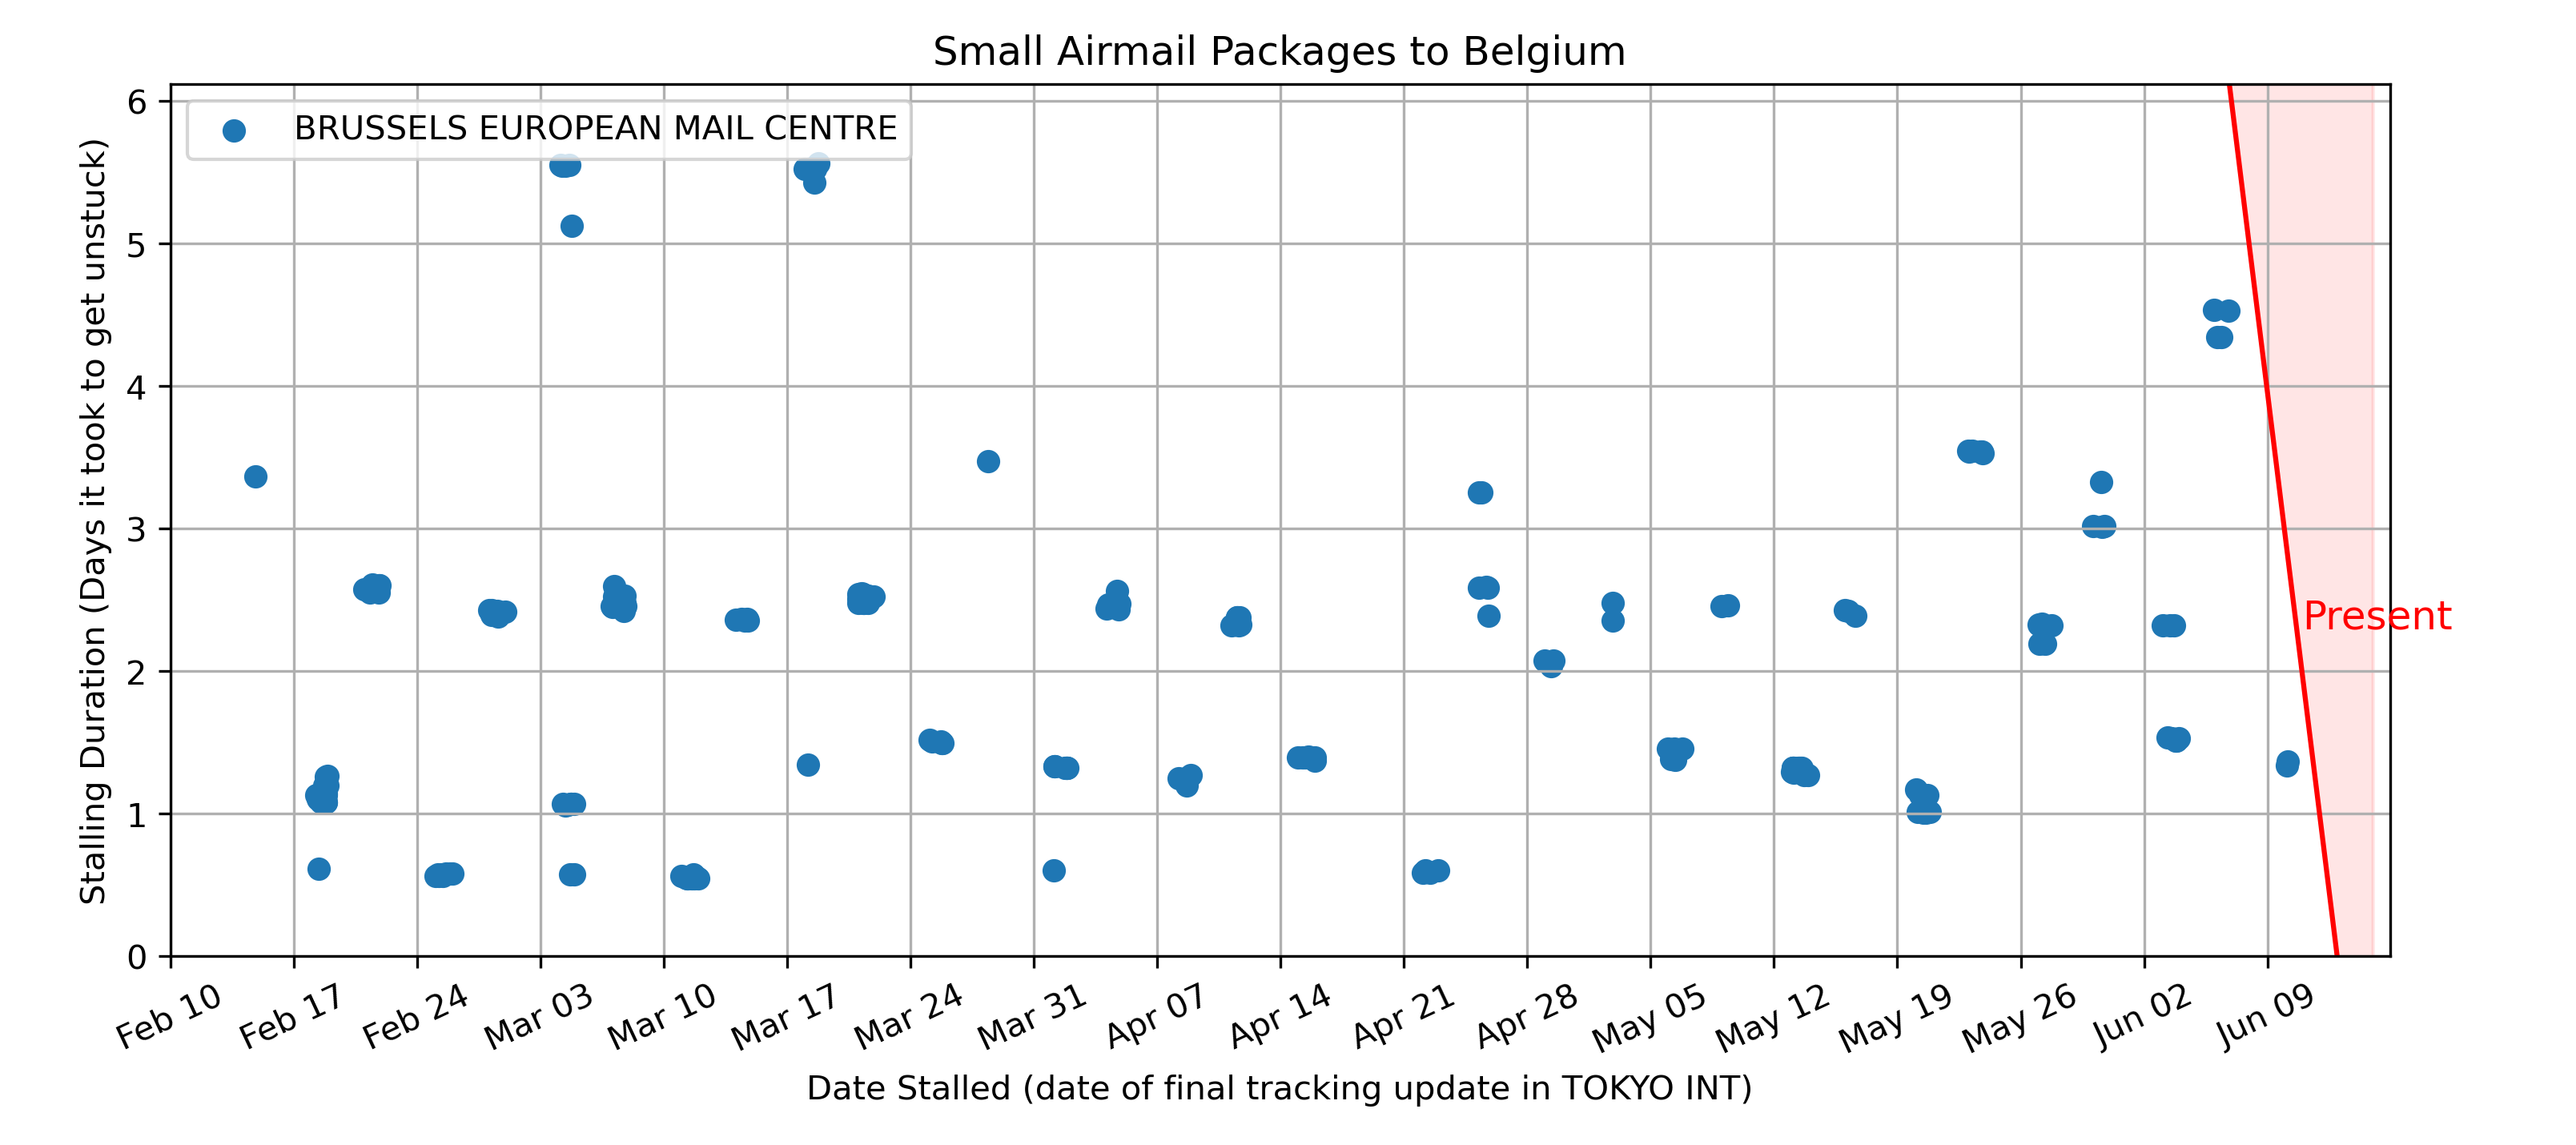 Small Airmail Packages to Belgium
BRUSSELS EUROPEAN MAIL CENTRE
Stalling Duration (Days it took to get unstuck)
6
5
4
3
2
1
0
Present
Feb 10
Feb 17
Feb 24
Mar 03
Mar 10
Mar 17
Mar 24
Mar 31
Apr 07
Apr 14
Apr 21
Apr 28
May 05
May 12
May 19
May 26
Jun 02
Jun 09
Date Stalled (date of final tracking update in TOKYO INT)